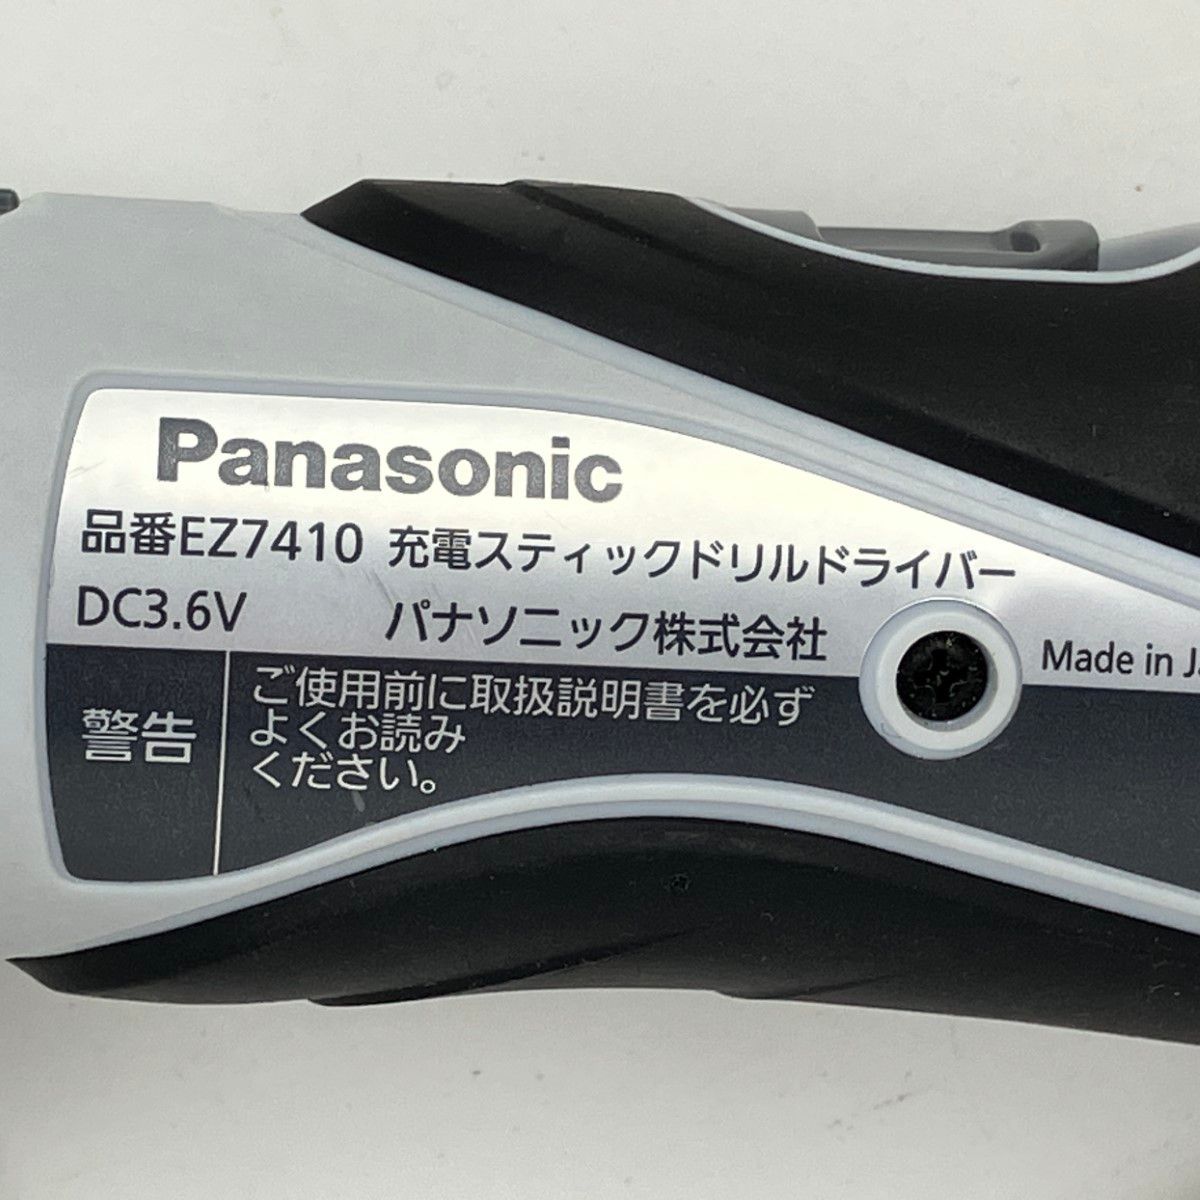 Panasonic
品番EZ7410 充電スティックドリルドライバー
DC3.6V パナソニック株式会社
Made in
警告
ご使用前に取扱説明書を必ず
よくお読み
ください。